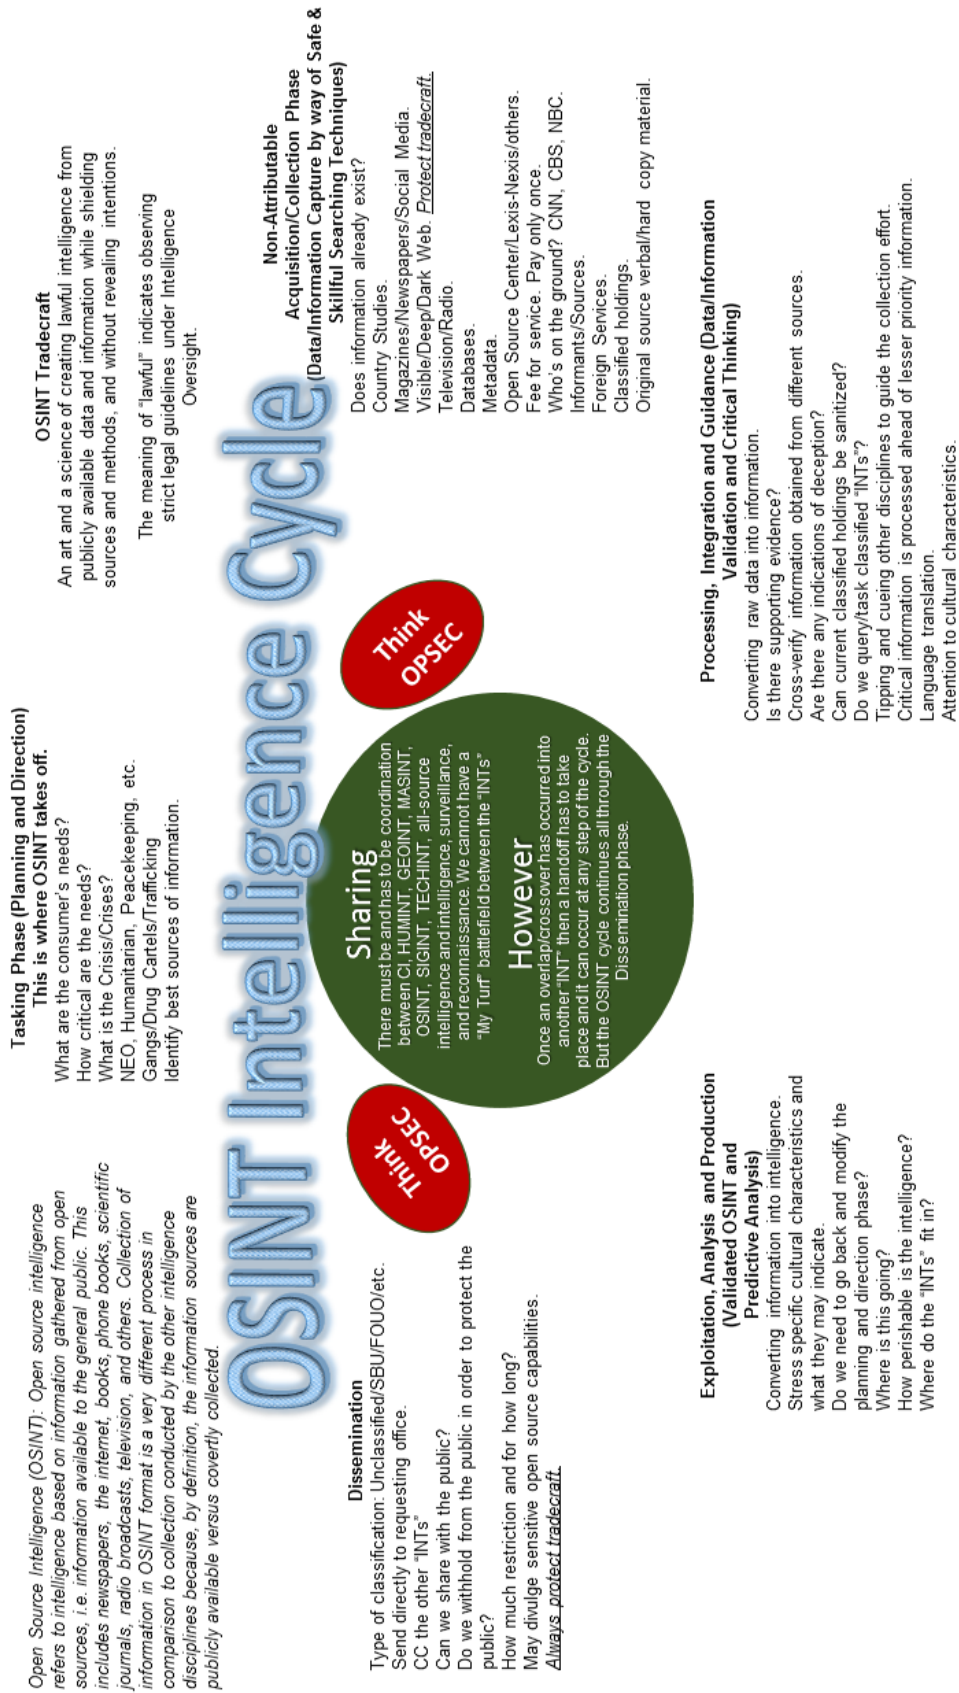 Open Source Intelligence (OSINT): Open source intelligence
refers to intelligence based on information gathered from open
sources, i.e. information available to the general public. This
includes newspapers, the internet, books, phone books, scientific
journals, radio broadcasts, television, and others. Collection of
information in OSINT format is a very different process in
comparison to collection conducted by the other intelligence
disciplines because, by definition, the information sources are
publicly available versus covertly collected.
Tasking Phase (Planning and Direction)
This is where OSINT takes off.
What are the consumer's needs?
How critical are the needs?
What is the Crisis/Crises?
NEO, Humanitarian, Peacekeeping, etc.
Gangs/Drug Cartels/Trafficking
Identify best sources of information.
OSINT Tradecraft
An art and a science of creating lawful intelligence from
publicly available data and information while shielding
sources and methods, and without revealing intentions.
The meaning of "lawful" indicates observing
strict legal guidelines under Intelligence
Oversight.
OSINT Intelligence Cycle
Non-Attributable
Acquisition/Collection Phase
(Data/Information Capture by way of Safe &
Skillful Searching Techniques)
Does information already exist?
Country Studies.
Magazines/Newspapers/Social Media.
Visible/Deep/Dark Web. Protect tradecraft.
Television/Radio.
Databases.
Metadata.
Open Source Center/Lexis-Nexis/others.
Fee for service. Pay only once.
Who's on the ground? CNN, CBS, NBC.
Informants/Sources.
Foreign Services.
Classified holdings.
Original source verbal/hard copy material.
Think
OPSEC
Sharing
There must be and has to be coordination
between CI, HUMINT, GEOINT, MASINT,
OSINT, SIGINT, TECHINT, all-source
intelligence and intelligence, surveillance,
and reconnaissance. We cannot have a
"My Turf" battlefield between the "INTs"
However
Once an overlap/crossover has occurred into
another "INT" then a handoff has to take
place and it can occur at any step of the cycle.
But the OSINT cycle continues all through the
Dissemination phase.
Think
OPSEC
Dissemination
Type of classification: Unclassified/SBU/FOUO/etc.
Send directly to requesting office.
CC the other "INTs"
Can we share with the public?
Do we withhold from the public in order to protect the
public?
How much restriction and for how long?
May divulge sensitive open source capabilities.
Always protect tradecraft.
Exploitation, Analysis and Production
(Validated OSINT and
Predictive Analysis)
Converting information into intelligence.
Stress specific cultural characteristics and
what they may indicate.
Do we need to go back and modify the
planning and direction phase?
Where is this going?
How perishable is the intelligence?
Where do the "INTs" fit in?
Processing, Integration and Guidance (Data/Information
Validation and Critical Thinking)
Converting raw data into information.
Is there supporting evidence?
Cross-verify information obtained from different sources.
Are there any indications of deception?
Can current classified holdings be sanitized?
Do we query/task classified "INTs"?
Tipping and cueing other disciplines to guide the collection effort.
Critical information is processed ahead of lesser priority information.
Language translation.
Attention to cultural characteristics.